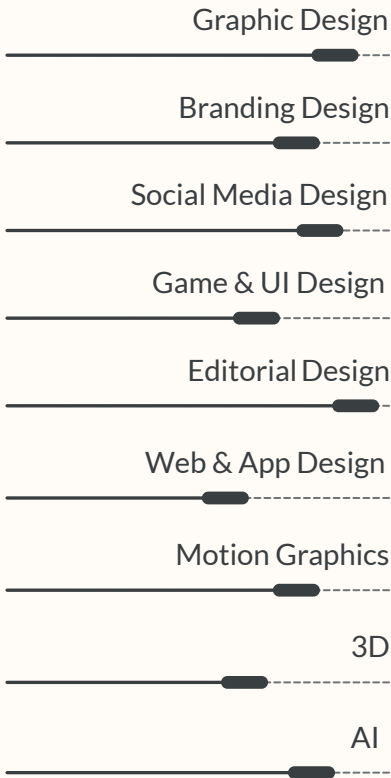 Graphic Design
Branding Design
Social Media Design
Game & UI Design
Editorial Design
Web & App Design
Motion Graphics
3D
AI